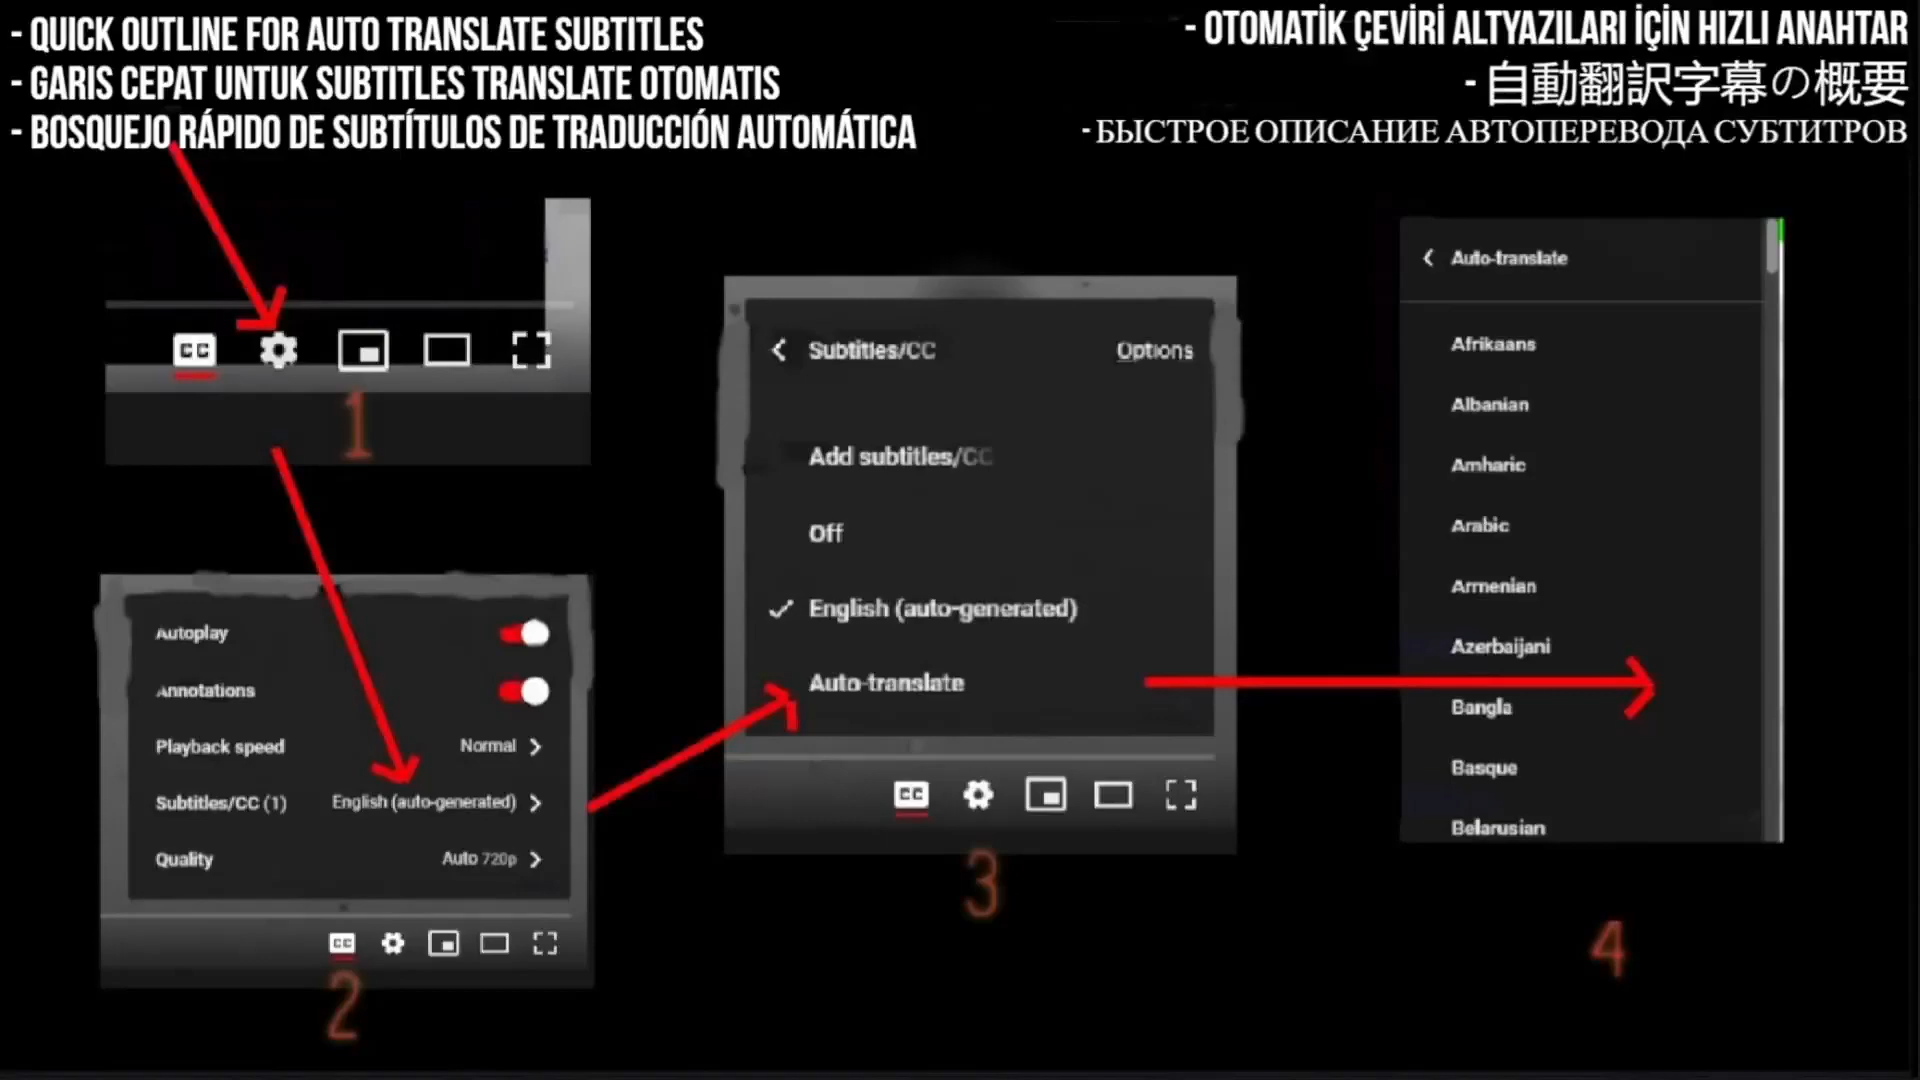 - QUICK OUTLINE FOR AUTO TRANSLATE SUBTITLES
- GARIS CEPAT UNTUK SUBTITLES TRANSLATE OTOMATIS
- BOSQUEJO RÁPIDO DE SUBTÍTULOS DE TRADUCCIÓN AUTOMÁTICA
- OTOMATİK ÇEVİRİ ALTYAZILARI İÇİN HIZLI ANAHTAR
- 自動翻訳字幕の概要
- БЫСТРОЕ ОПИСАНИЕ АВТОПЕРЕВОДА СУБТИТРОВ
CC
1
Autoplay
Annotations
Playback speed Normal
Subtitles/CC (1) English (auto-generated)
Quality Auto 720p
CC
2
Subtitles/CC Options
Add subtitles/CC
Off
English (auto-generated)
Auto-translate
CC
3
Auto-translate
Afrikaans
Albanian
Amharic
Arabic
Armenian
Azerbaijani
Bangla
Basque
Belarusian
4